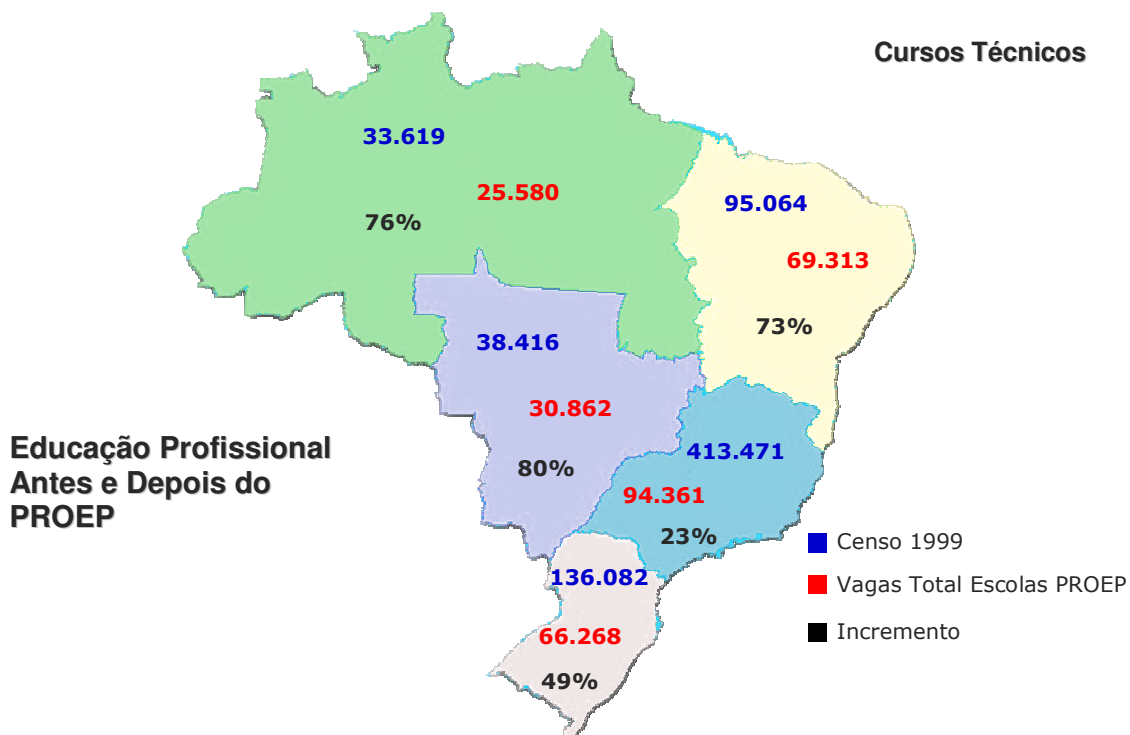 Cursos Técnicos
33.619
25.580
76%
95.064
69.313
73%
38.416
30.862
80%
413.471
94.361
23%
136.082
66.268
49%
Educação Profissional
Antes e Depois do
PROEP
Censo 1999
Vagas Total Escolas PROEP
Incremento